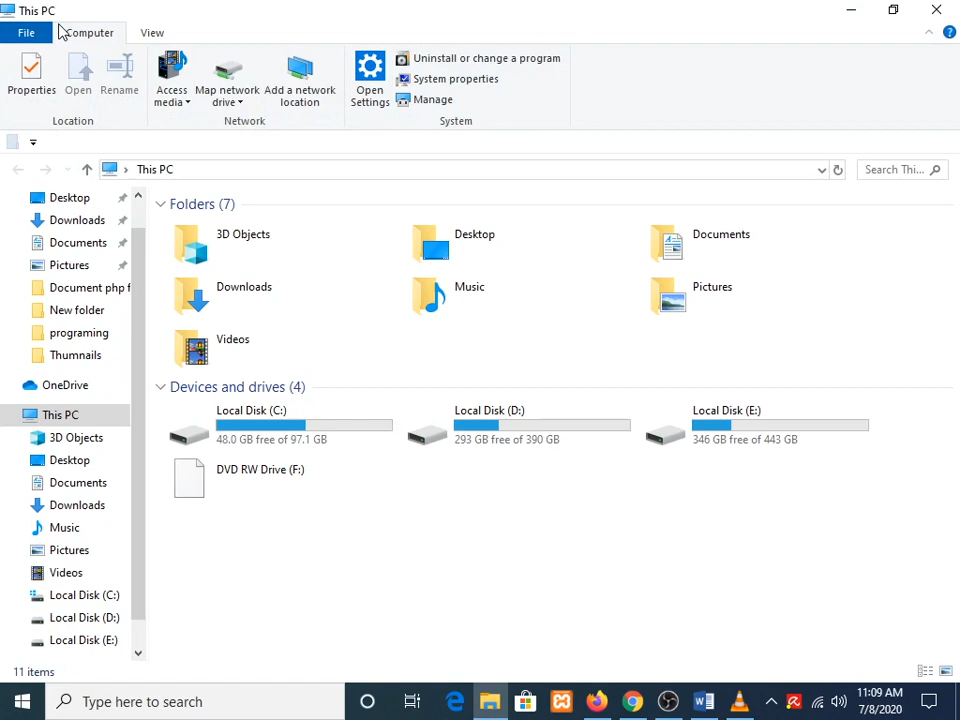 This PC
File
Computer
View
Properties
Open
Rename
Access media
Map network drive
Add a network location
Open Settings
Uninstall or change a program
System properties
Manage
Location
Network
System
This PC
Search Thi...
Desktop
Downloads
Documents
Pictures
Document php f
New folder
programing
Thumnails
OneDrive
This PC
3D Objects
Desktop
Documents
Downloads
Music
Pictures
Videos
Local Disk (C:)
Local Disk (D:)
Local Disk (E:)
Folders (7)
3D Objects
Desktop
Documents
Downloads
Music
Pictures
Videos
Devices and drives (4)
Local Disk (C:)
48.0 GB free of 97.1 GB
Local Disk (D:)
293 GB free of 390 GB
Local Disk (E:)
346 GB free of 443 GB
DVD RW Drive (F:)
11 items
Type here to search
11:09 AM
7/8/2020